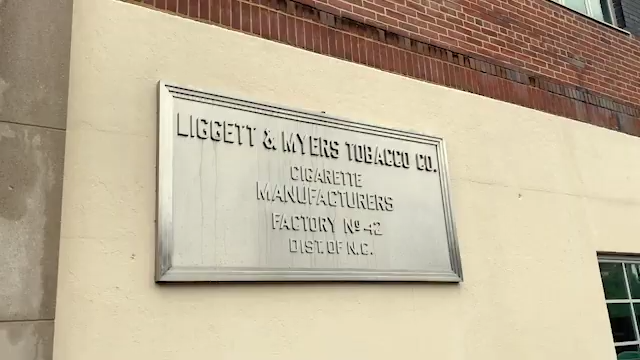 LIGGETT & MYERS TOBACCO CO.
CIGARETTE
MANUFACTURERS
FACTORY Nº 42
DIST. OF N.C.